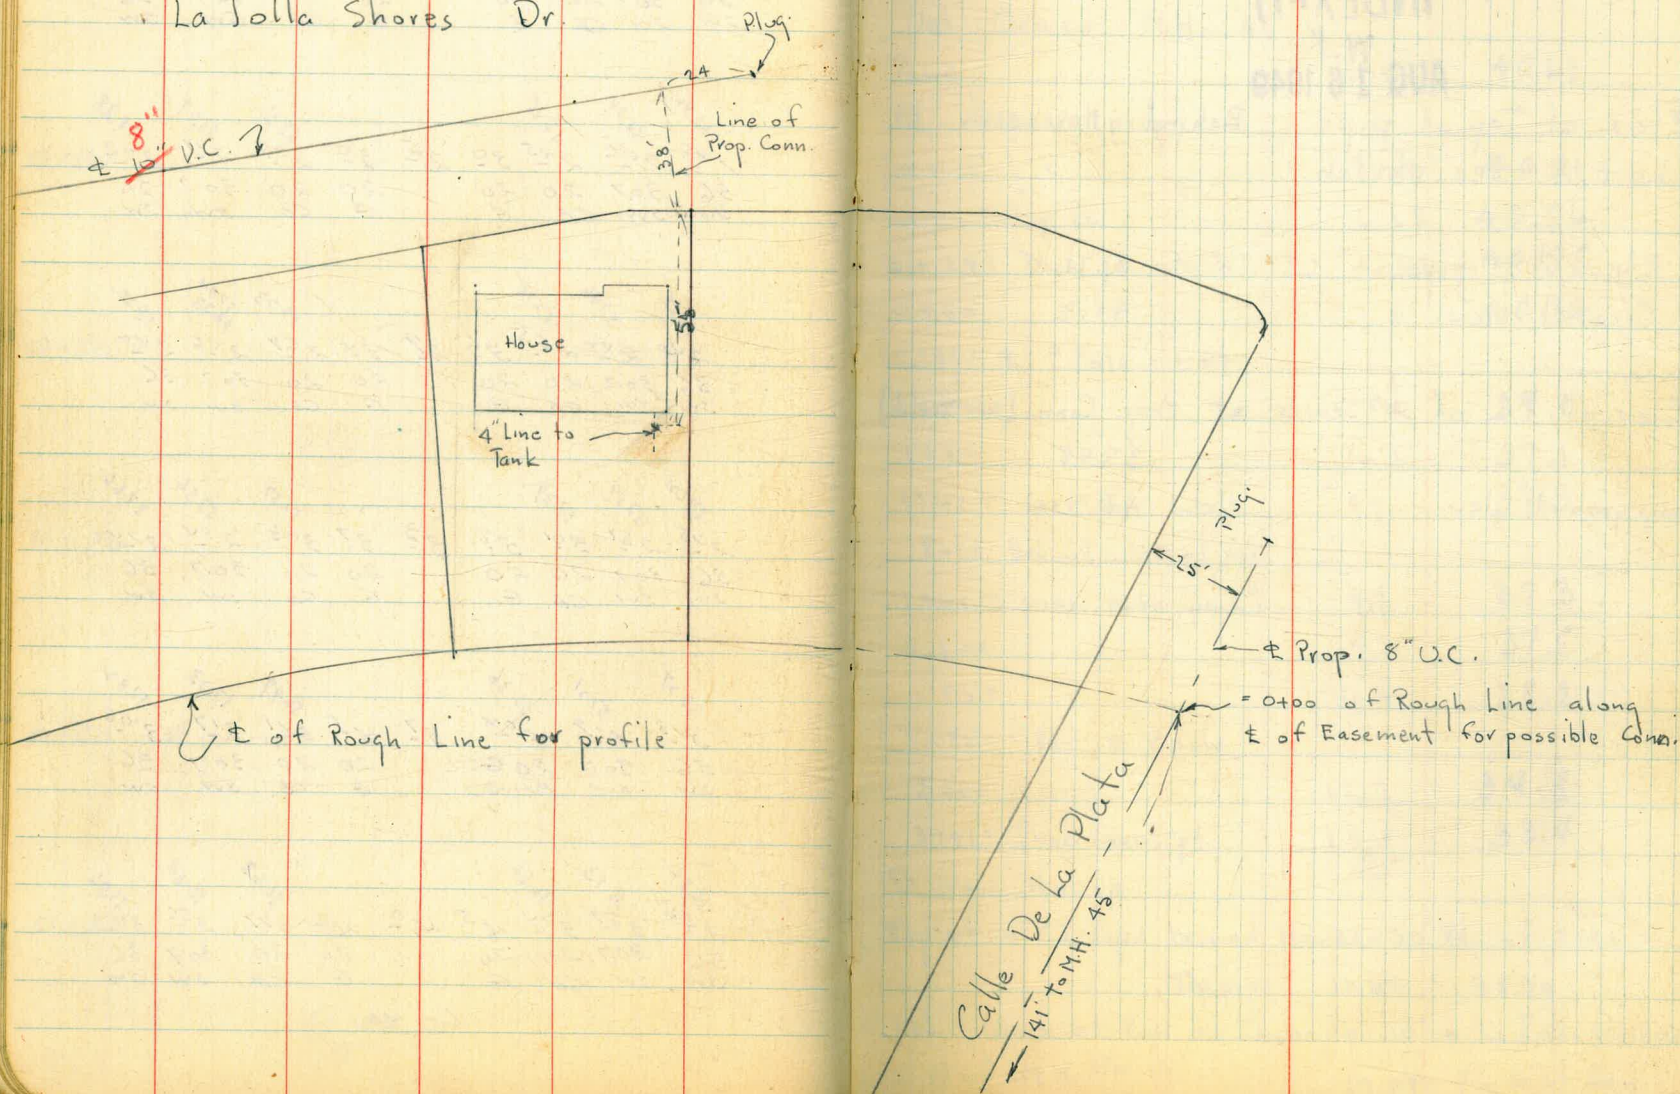 La Jolla Shores Dr.
Plug.
24
38'
Line of
Prop. Conn.
8"
℄ 10" V.C.
House
55'
4" Line to
Tank
℄ of Rough Line for profile
Plug.
25'
℄ Prop. 8" V.C.
= 0+00 of Rough Line along
℄ of Easement for possible Conn.
Calle De La Plata
141' to M.H. 45